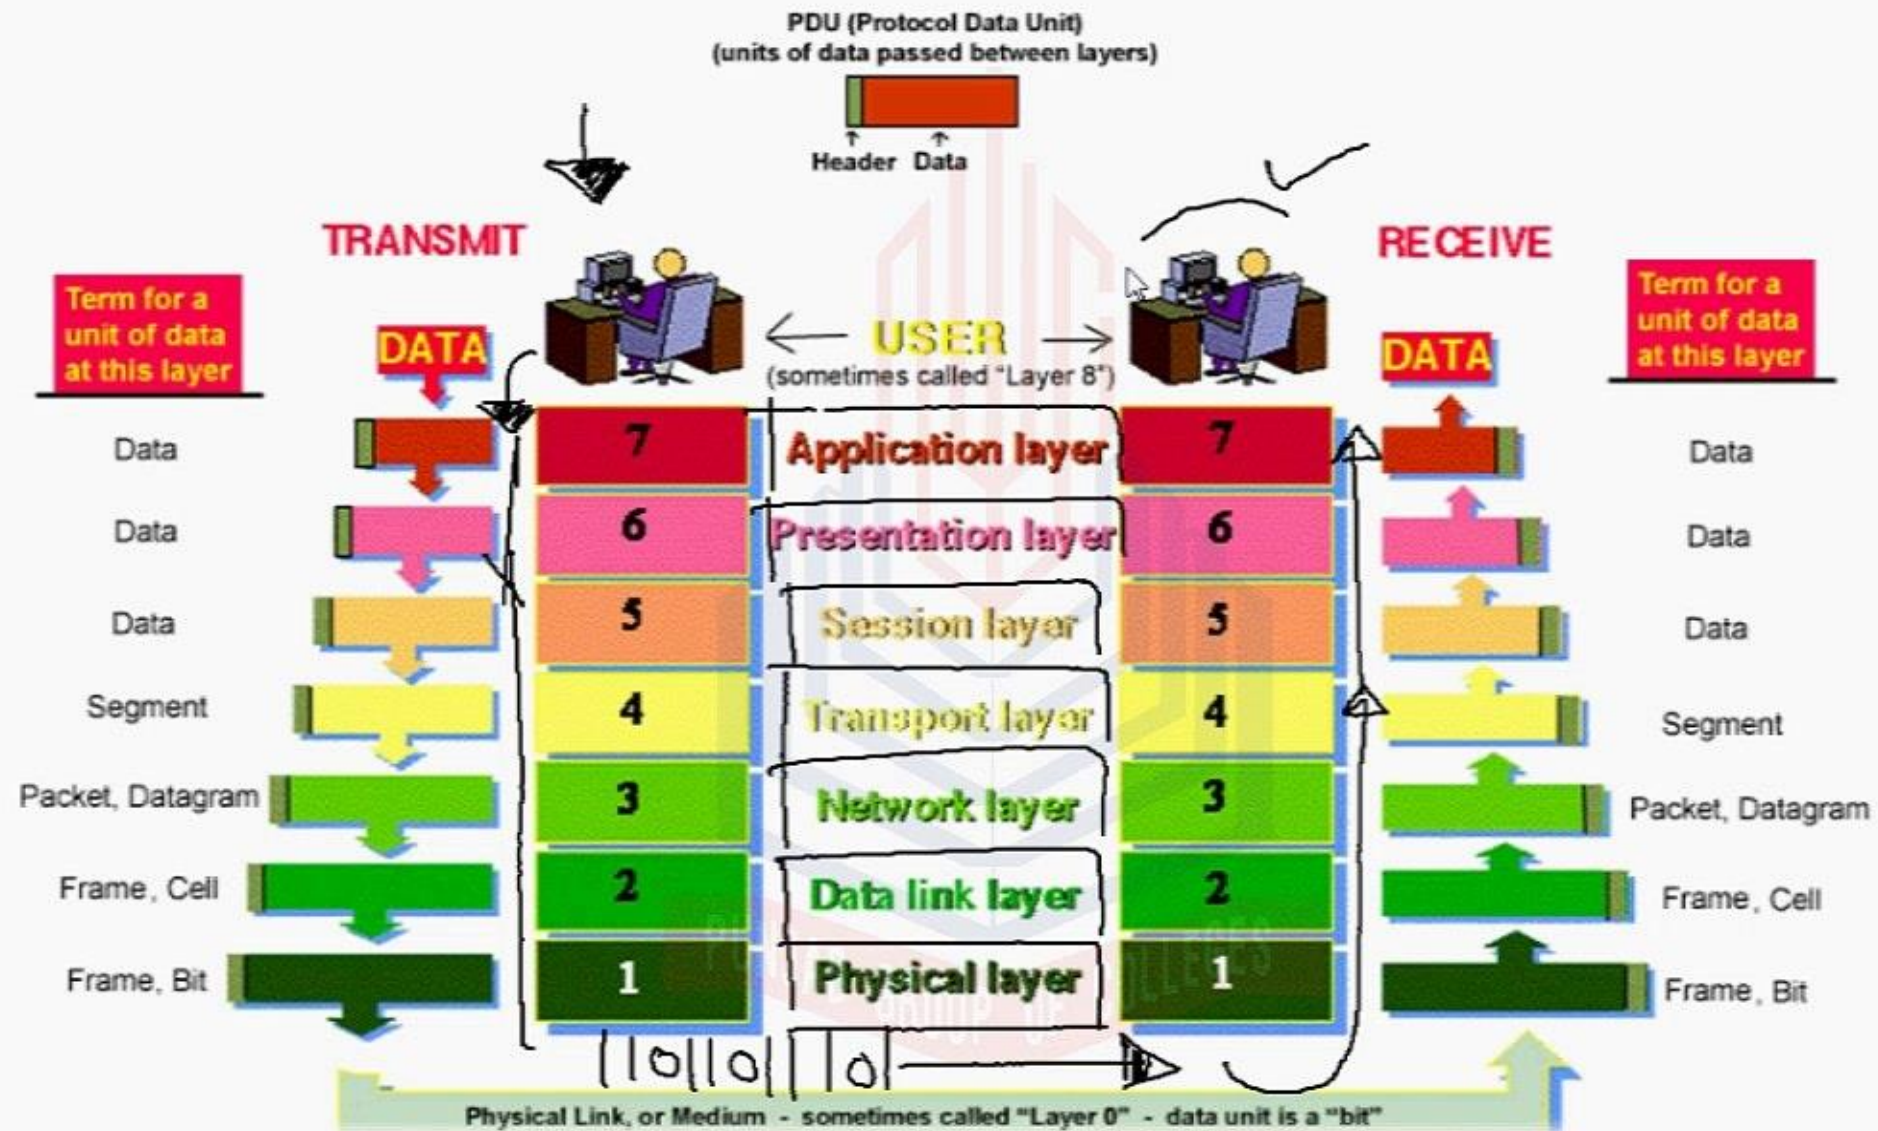 PDU (Protocol Data Unit)
(units of data passed between layers)
Header Data
TRANSMIT
RECEIVE
Term for a
unit of data
at this layer
DATA
USER
(sometimes called "Layer 8")
DATA
Term for a
unit of data
at this layer
Data
7
Application layer
7
Data
Data
6
Presentation layer
6
Data
Data
5
Session layer
5
Data
Segment
4
Transport layer
4
Segment
Packet, Datagram
3
Network layer
3
Packet, Datagram
Frame, Cell
2
Data link layer
2
Frame, Cell
Frame, Bit
1
Physical layer
1
Frame, Bit
Physical Link, or Medium - sometimes called "Layer 0" - data unit is a "bit"